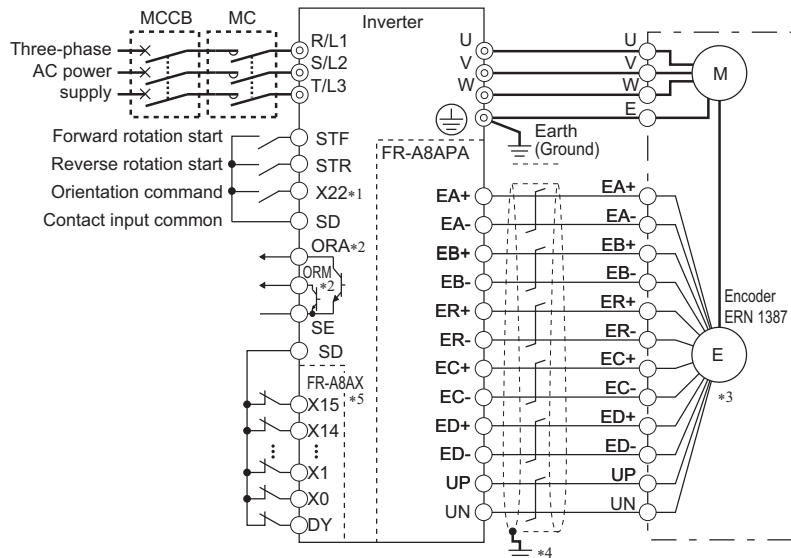 MCCB MC Inverter
Three-phase
AC power
supply
R/L1
S/L2
T/L3
U
V
W
U
V
W
E
M
Earth
(Ground)
Forward rotation start STF
Reverse rotation start STR
Orientation command X22*1
Contact input common SD
FR-A8APA
ORA*2
ORM
*2
SE
SD
FR-A8AX
*5
X15
X14
X1
X0
DY
EA+ EA+
EA- EA-
EB+ EB+
EB- EB-
ER+ ER+
ER- ER-
EC+ EC+
EC- EC-
ED+ ED+
ED- ED-
UP UP
UN UN
Encoder
ERN 1387
E
*3
*4